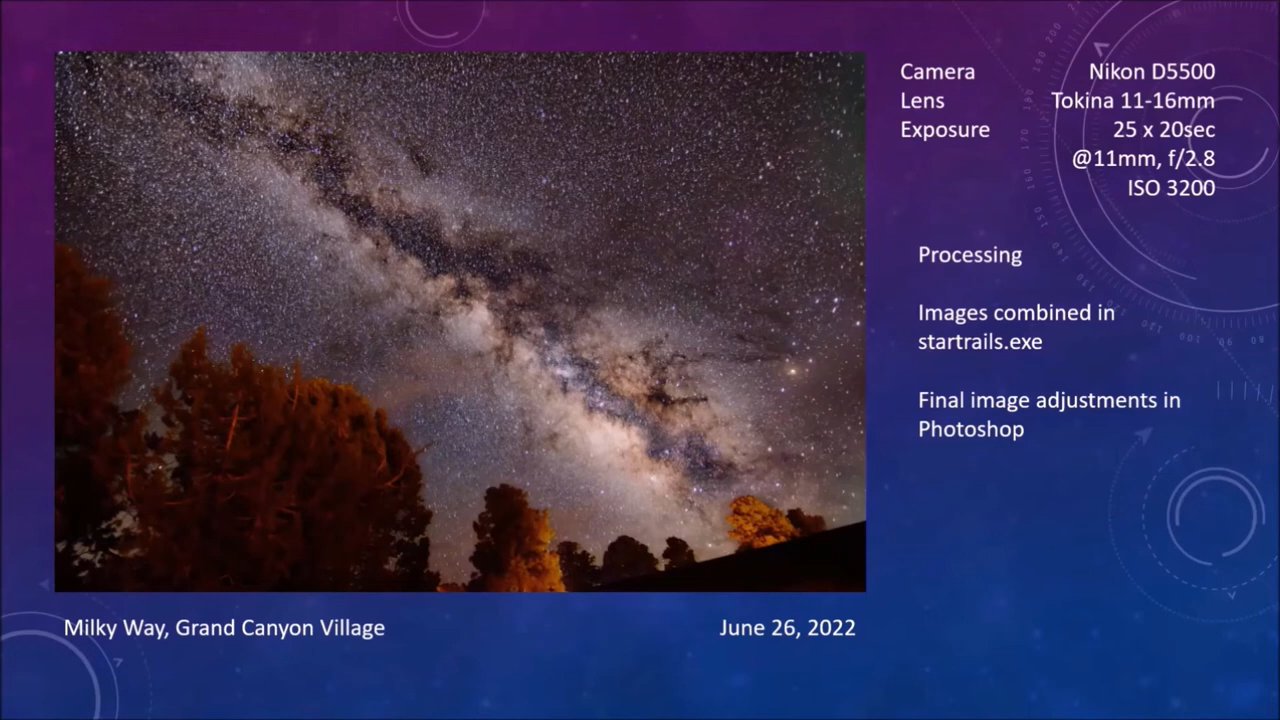 Camera Nikon D5500
Lens Tokina 11-16mm
Exposure 25 x 20sec
@11mm, f/2.8
ISO 3200
Processing
Images combined in
startrails.exe
Final image adjustments in
Photoshop
Milky Way, Grand Canyon Village June 26, 2022